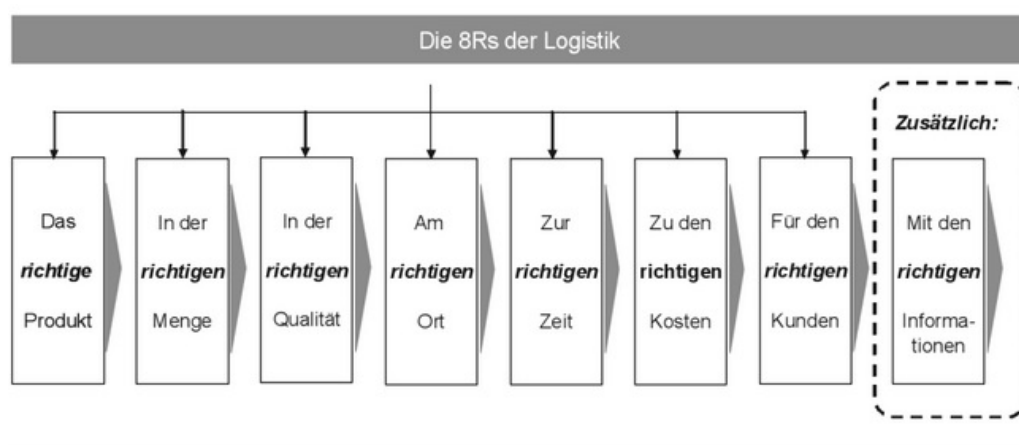 Die 8Rs der Logistik
Zusätzlich:
Das
richtige
Produkt
In der
richtigen
Menge
In der
richtigen
Qualität
Am
richtigen
Ort
Zur
richtigen
Zeit
Zu den
richtigen
Kosten
Für den
richtigen
Kunden
Mit den
richtigen
Informa-
tionen